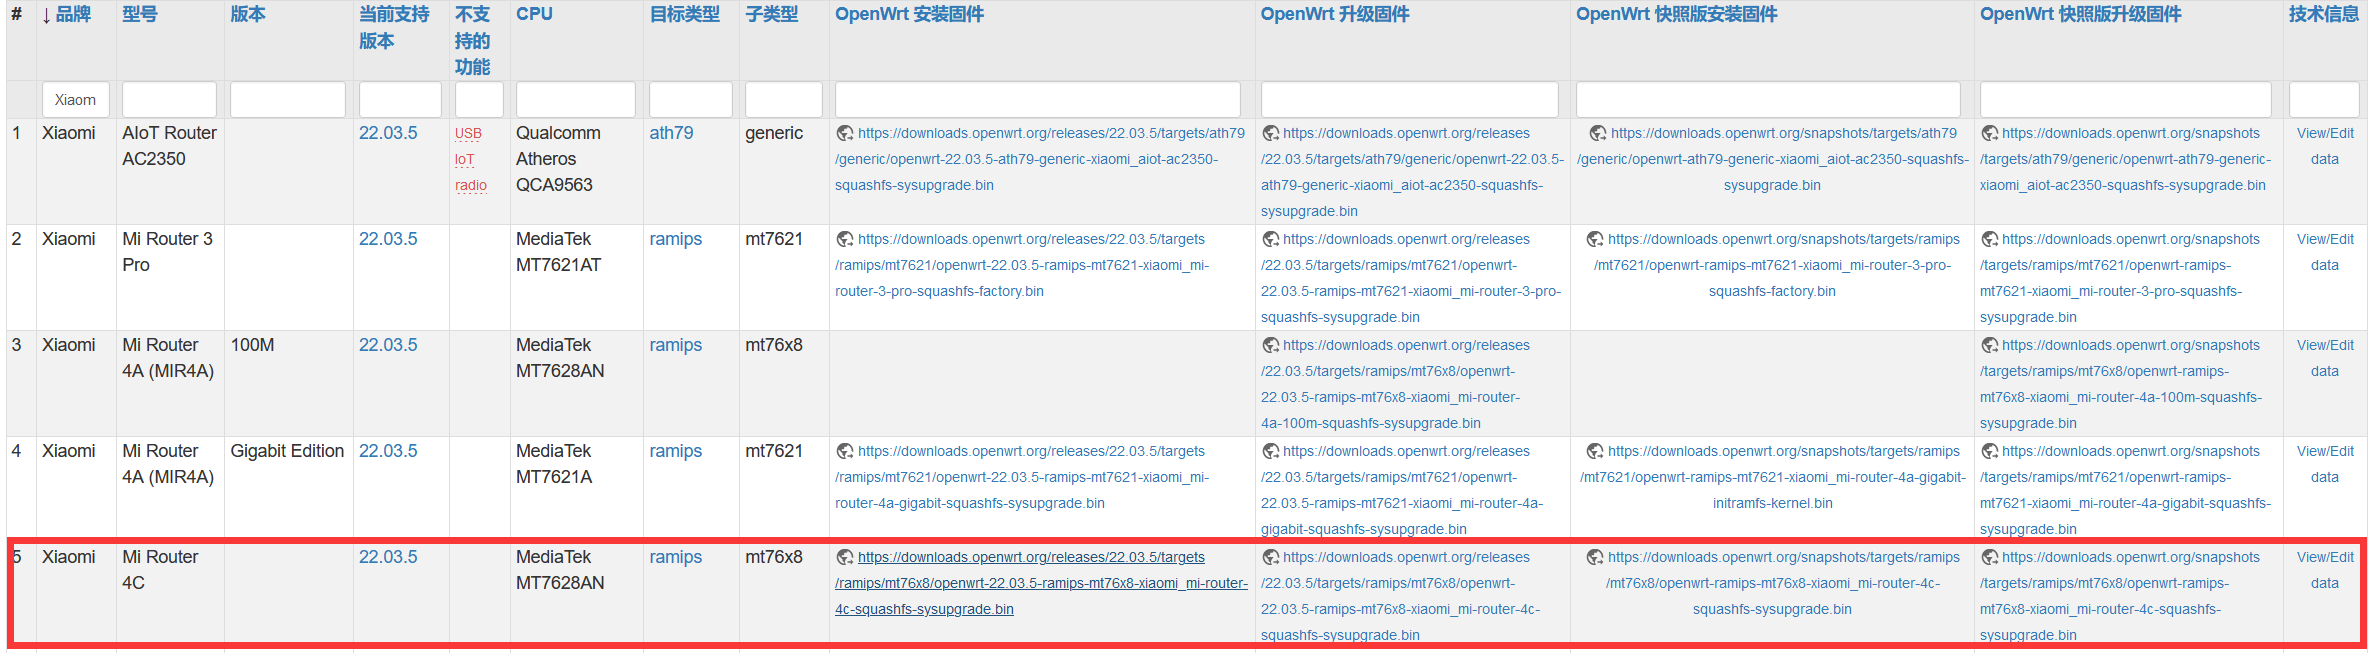 # ↓ 品牌 型号 版本 当前支持 不支 CPU 目标类型 子类型 OpenWrt 安装固件 OpenWrt 升级固件 OpenWrt 快照版安装固件 OpenWrt 快照版升级固件 技术信息
版本 持的
功能
Xiaom
1 Xiaomi AIoT Router 22.03.5 USB Qualcomm ath79 generic https://downloads.openwrt.org/releases/22.03.5/targets/ath79 https://downloads.openwrt.org/releases https://downloads.openwrt.org/snapshots/targets/ath79 https://downloads.openwrt.org/snapshots View/Edit
AC2350 IoT Atheros /generic/openwrt-22.03.5-ath79-generic-xiaomi_aiot-ac2350- /22.03.5/targets/ath79/generic/openwrt-22.03.5- /generic/openwrt-ath79-generic-xiaomi_aiot-ac2350-squashfs- /targets/ath79/generic/openwrt-ath79-generic- data
radio QCA9563 squashfs-sysupgrade.bin ath79-generic-xiaomi_aiot-ac2350-squashfs- sysupgrade.bin xiaomi_aiot-ac2350-squashfs-sysupgrade.bin
sysupgrade.bin
2 Xiaomi Mi Router 3 22.03.5 MediaTek ramips mt7621 https://downloads.openwrt.org/releases/22.03.5/targets https://downloads.openwrt.org/releases https://downloads.openwrt.org/snapshots/targets/ramips https://downloads.openwrt.org/snapshots View/Edit
Pro MT7621AT /ramips/mt7621/openwrt-22.03.5-ramips-mt7621-xiaomi_mi- /22.03.5/targets/ramips/mt7621/openwrt- /mt7621/openwrt-ramips-mt7621-xiaomi_mi-router-3-pro- /targets/ramips/mt7621/openwrt-ramips- data
router-3-pro-squashfs-factory.bin 22.03.5-ramips-mt7621-xiaomi_mi-router-3-pro- squashfs-factory.bin mt7621-xiaomi_mi-router-3-pro-squashfs-
squashfs-sysupgrade.bin sysupgrade.bin
3 Xiaomi Mi Router 100M 22.03.5 MediaTek ramips mt76x8 https://downloads.openwrt.org/releases https://downloads.openwrt.org/snapshots View/Edit
4A (MIR4A) MT7628AN /22.03.5/targets/ramips/mt76x8/openwrt- /targets/ramips/mt76x8/openwrt-ramips- data
22.03.5-ramips-mt76x8-xiaomi_mi-router- mt76x8-xiaomi_mi-router-4a-100m-squashfs-
4a-100m-squashfs-sysupgrade.bin sysupgrade.bin
4 Xiaomi Mi Router Gigabit Edition 22.03.5 MediaTek ramips mt7621 https://downloads.openwrt.org/releases/22.03.5/targets https://downloads.openwrt.org/releases https://downloads.openwrt.org/snapshots/targets/ramips https://downloads.openwrt.org/snapshots View/Edit
4A (MIR4A) MT7621A /ramips/mt7621/openwrt-22.03.5-ramips-mt7621-xiaomi_mi- /22.03.5/targets/ramips/mt7621/openwrt- /mt7621/openwrt-ramips-mt7621-xiaomi_mi-router-4a-gigabit- /targets/ramips/mt7621/openwrt-ramips- data
router-4a-gigabit-squashfs-sysupgrade.bin 22.03.5-ramips-mt7621-xiaomi_mi-router-4a- initramfs-kernel.bin mt7621-xiaomi_mi-router-4a-gigabit-squashfs-
gigabit-squashfs-sysupgrade.bin sysupgrade.bin
5 Xiaomi Mi Router 22.03.5 MediaTek ramips mt76x8 https://downloads.openwrt.org/releases/22.03.5/targets https://downloads.openwrt.org/releases https://downloads.openwrt.org/snapshots/targets/ramips https://downloads.openwrt.org/snapshots View/Edit
4C MT7628AN /ramips/mt76x8/openwrt-22.03.5-ramips-mt76x8-xiaomi_mi-router- /22.03.5/targets/ramips/mt76x8/openwrt- /mt76x8/openwrt-ramips-mt76x8-xiaomi_mi-router-4c- /targets/ramips/mt76x8/openwrt-ramips- data
4c-squashfs-sysupgrade.bin 22.03.5-ramips-mt76x8-xiaomi_mi-router-4c- squashfs-sysupgrade.bin mt76x8-xiaomi_mi-router-4c-squashfs-
squashfs-sysupgrade.bin sysupgrade.bin